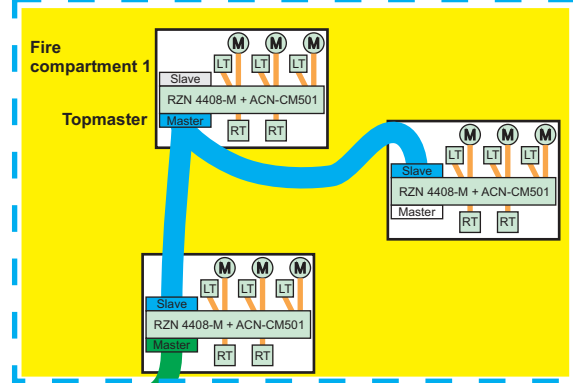 Fire
compartment 1
M M M
LT LT LT
Slave
RZN 4408-M + ACN-CM501
Topmaster
Master
RT RT
M M M
LT LT LT
Slave
RZN 4408-M + ACN-CM501
Master
RT RT
M M M
LT LT LT
Slave
RZN 4408-M + ACN-CM501
Master
RT RT